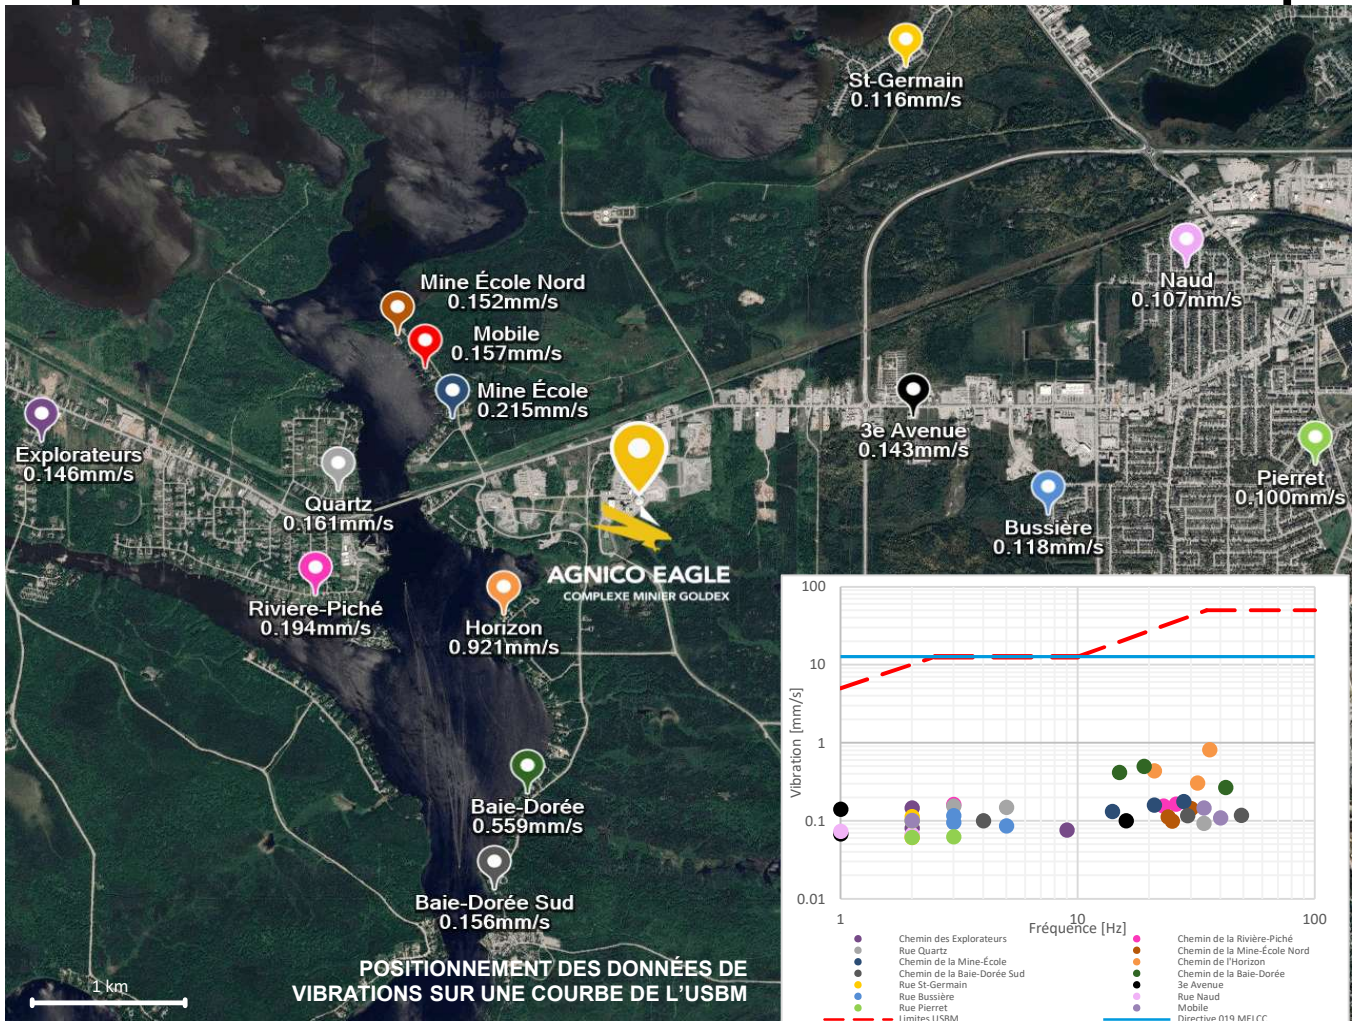 St-Germain
0.116mm/s
Naud
0.107mm/s
Mine École Nord
0.152mm/s
Mobile
0.157mm/s
Mine École
0.215mm/s
Explorateurs
0.146mm/s
Quartz
0.161mm/s
3e Avenue
0.143mm/s
Pierret
0.100mm/s
Bussière
0.118mm/s
AGNICO EAGLE
COMPLEXE MINIER GOLDEX
Riviere-Piché
0.194mm/s
Horizon
0.921mm/s
Baie-Dorée
0.559mm/s
Baie-Dorée Sud
0.156mm/s
POSITIONNEMENT DES DONNÉES DE
VIBRATIONS SUR UNE COURBE DE L'USBM
1 km
100
10
1
0.1
0.01
Vibration [mm/s]
1
10
100
Fréquence [Hz]
Chemin des Explorateurs
Chemin de la Rivière-Piché
Rue Quartz
Chemin de la Mine-École Nord
Chemin de la Mine-École
Chemin de l'Horizon
Chemin de la Baie-Dorée Sud
Chemin de la Baie-Dorée
Rue St-Germain
3e Avenue
Rue Bussière
Rue Naud
Rue Pierret
Mobile
Limites USBM
Directive 019 MELCC